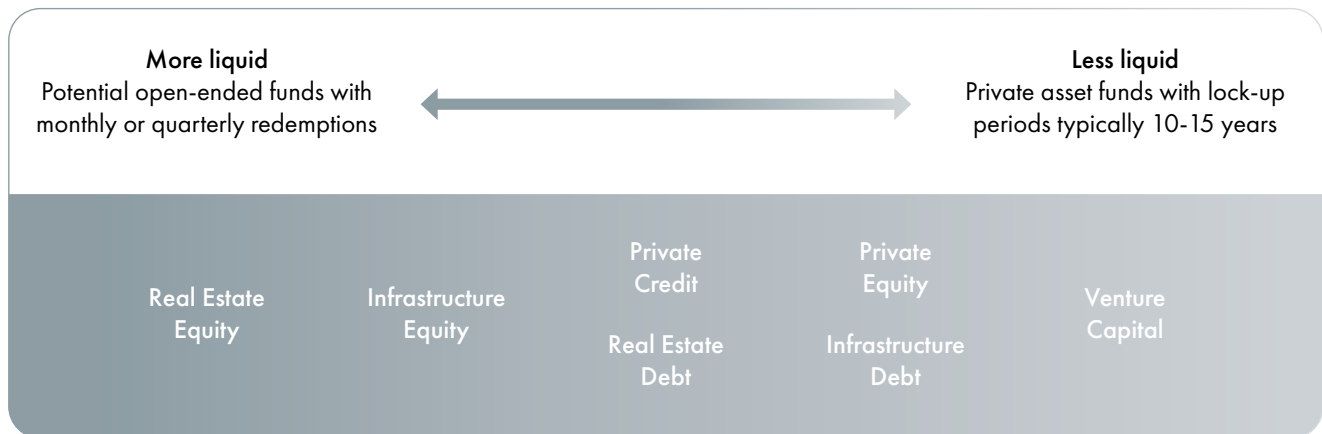 More liquid
Potential open-ended funds with
monthly or quarterly redemptions
Less liquid
Private asset funds with lock-up
periods typically 10-15 years
Real Estate
Equity
Infrastructure
Equity
Private
Credit
Real Estate
Debt
Private
Equity
Infrastructure
Debt
Venture
Capital